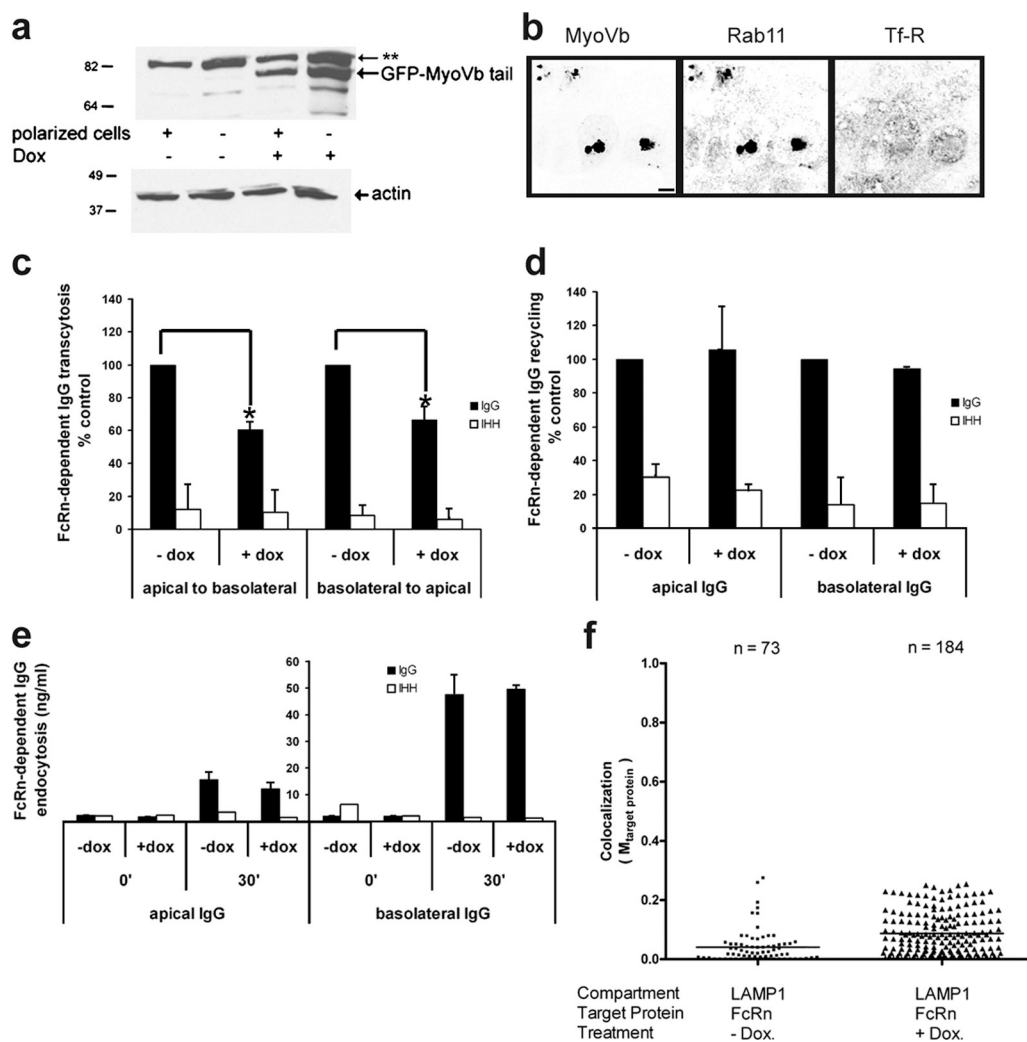 a
82
64
**
GFP-MyoVb tail
polarized cells + - + -
Dox - - + +
49
37
actin
b
MyoVb Rab11 Tf-R
c
FcRn-dependent IgG transcytosis
% control
140
120
100
80
60
40
20
0
*
*
IgG
IHH
- dox + dox - dox + dox
apical to basolateral basolateral to apical
d
FcRn-dependent IgG recycling
% control
140
120
100
80
60
40
20
0
IgG
IHH
- dox + dox - dox + dox
apical IgG basolateral IgG
e
FcRn-dependent IgG
endocytosis (ng/ml)
60
50
40
30
20
10
0
IgG
IHH
-dox +dox -dox +dox -dox +dox -dox +dox
0' 30' 0' 30'
apical IgG basolateral IgG
f
n = 73 n = 184
Colocalization
( Mtarget protein)
1.0
0.8
0.6
0.4
0.2
0.0
Compartment LAMP1 LAMP1
Target Protein FcRn FcRn
Treatment - Dox. + Dox.